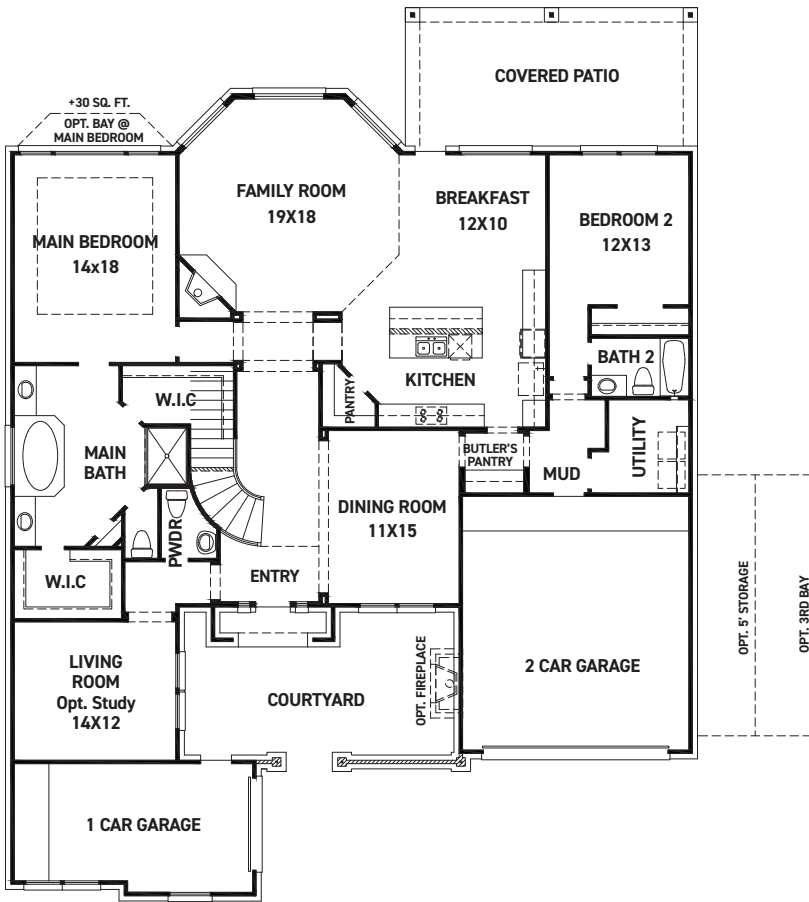 COVERED PATIO
+30 SQ. FT.
OPT. BAY @
MAIN BEDROOM
FAMILY ROOM
19X18
BREAKFAST
12X10
BEDROOM 2
12X13
MAIN BEDROOM
14x18
BATH 2
KITCHEN
PANTRY
W.I.C
MAIN
BATH
BUTLER'S
PANTRY
MUD
UTILITY
DINING ROOM
11X15
PWDR
ENTRY
W.I.C
LIVING
ROOM
Opt. Study
14X12
COURTYARD
OPT. FIREPLACE
2 CAR GARAGE
OPT. 5' STORAGE
OPT. 3RD BAY
1 CAR GARAGE